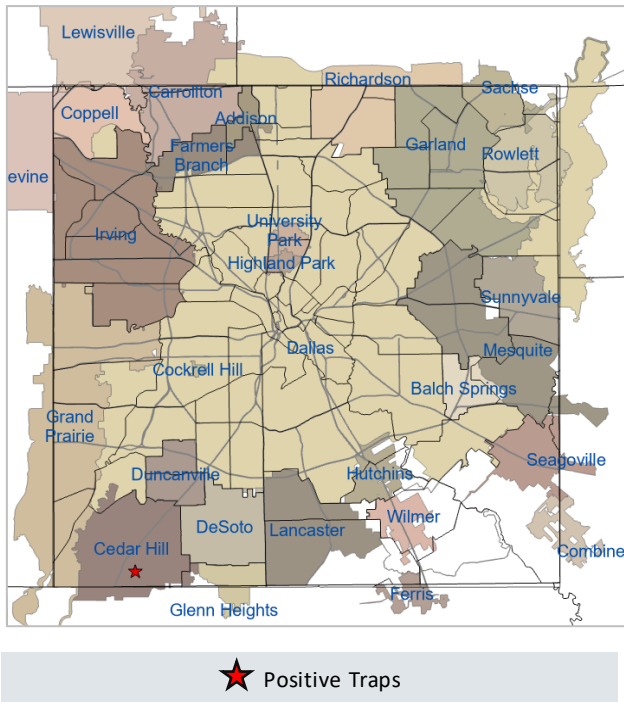 Lewisville
Richardson
Sachse
Carrollton
Coppell
Addison
Farmers
Branch
Garland
Rowlett
evine
University
Park
Irving
Highland Park
Sunnyvale
Dallas
Mesquite
Cockrell Hill
Balch Springs
Grand
Prairie
Seagoville
Duncanville
Hutchins
Wilmer
DeSoto
Lancaster
Cedar Hill
Combine
Ferris
Glenn Heights
Positive Traps